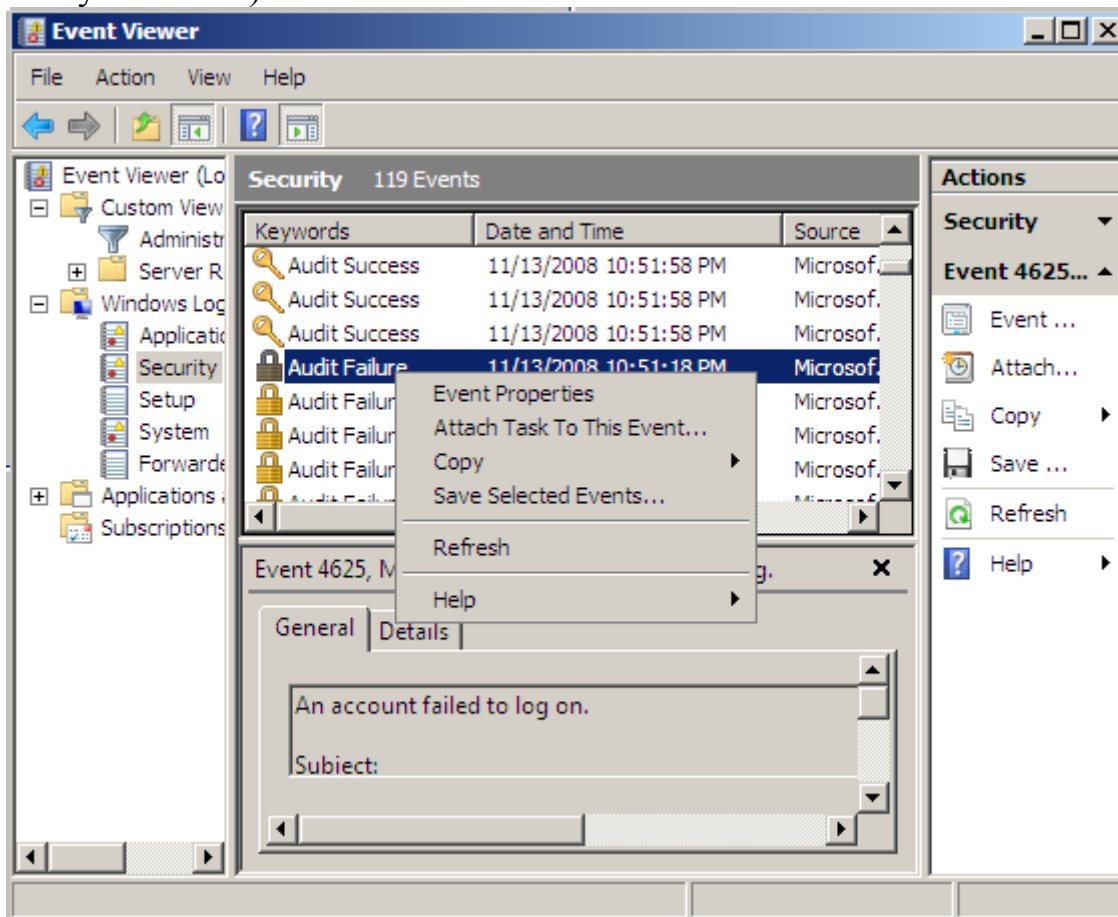 Event Viewer
File Action View Help
Event Viewer (Lo
Custom View
Administr
Server R
Windows Log
Applicatio
Security
Setup
System
Forwarde
Applications
Subscriptions
Security 119 Events
Keywords Date and Time Source
Audit Success 11/13/2008 10:51:58 PM Microsof.
Audit Success 11/13/2008 10:51:58 PM Microsof.
Audit Success 11/13/2008 10:51:58 PM Microsof.
Audit Failure 11/13/2008 10:51:18 PM Microsof.
Audit Failur Microsof.
Audit Failur Microsof.
Audit Failur Microsof.
Event Properties
Attach Task To This Event...
Copy
Save Selected Events...
Refresh
Help
Event 4625, M g.
General Details
An account failed to log on.
Subject:
Actions
Security
Event 4625...
Event ...
Attach...
Copy
Save ...
Refresh
Help